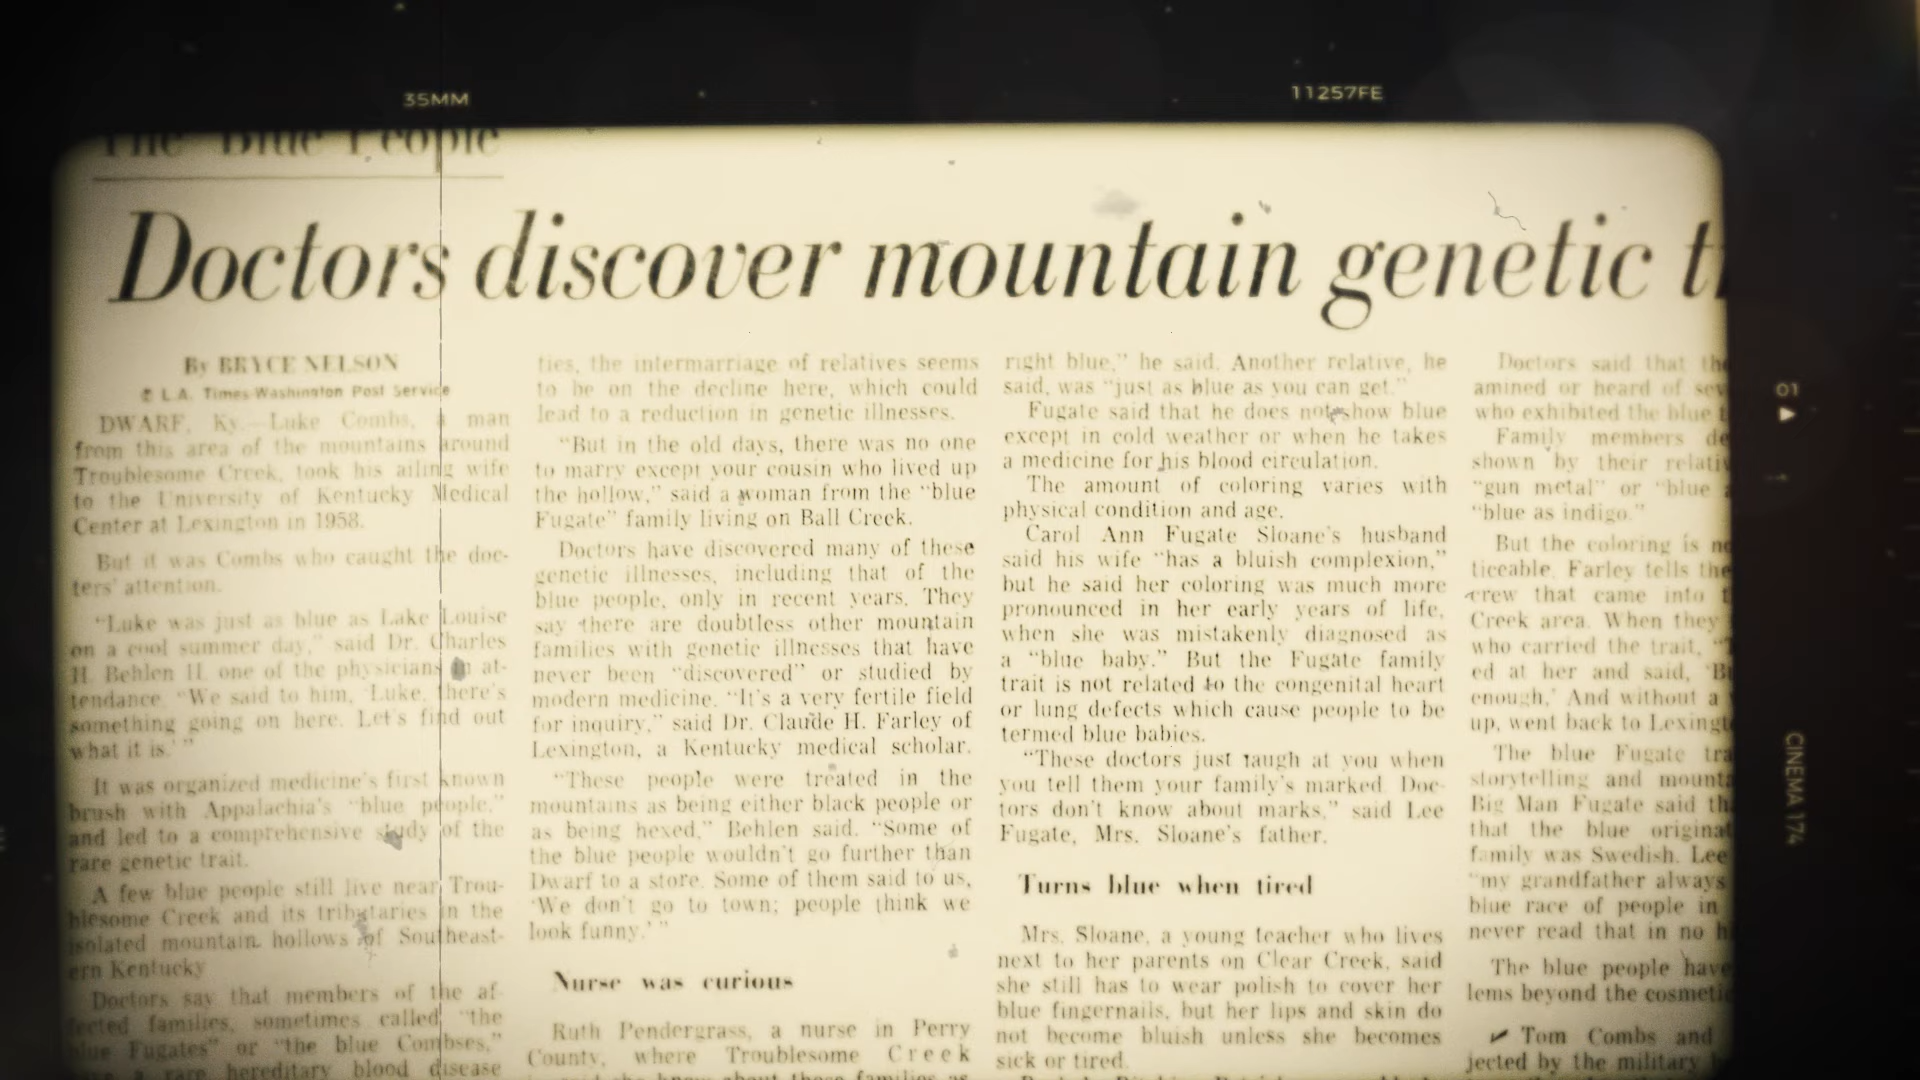 35MM
11257FE
The Blue People
Doctors discover mountain genetic
By BRYCE NELSON
© L.A. Times-Washington Post Service
DWARF, Ky.—Luke Combs, a man
from this area of the mountains around
Troublesome Creek, took his ailing wife
to the University of Kentucky Medical
Center at Lexington in 1958.
But it was Combs who caught the doc-
ters' attention.
"Luke was just as blue as Lake Louise
on a cool summer day," said Dr. Charles
H. Behlen II, one of the physicians in at-
tendance. "We said to him, 'Luke, there's
something going on here. Let's find out
what it is.'"
It was organized medicine's first known
brush with Appalachia's "blue people,"
and led to a comprehensive study of the
rare genetic trait.
A few blue people still live near Trou-
blesome Creek and its tributaries in the
isolated mountain hollows of Southeast-
ern Kentucky
Doctors say that members of the af-
fected families, sometimes called "the
blue Fugates" or "the blue Combses,"
have a rare hereditary blood disease
ties, the intermarriage of relatives seems
to be on the decline here, which could
lead to a reduction in genetic illnesses.
"But in the old days, there was no one
to marry except your cousin who lived up
the hollow," said a woman from the "blue
Fugate" family living on Ball Creek.
Doctors have discovered many of these
genetic illnesses, including that of the
blue people, only in recent years. They
say there are doubtless other mountain
families with genetic illnesses that have
never been "discovered" or studied by
modern medicine. "It's a very fertile field
for inquiry," said Dr. Claude H. Farley of
Lexington, a Kentucky medical scholar.
"These people were treated in the
mountains as being either black people or
as being hexed," Behlen said. "Some of
the blue people wouldn't go further than
Dwarf to a store. Some of them said to us,
'We don't go to town; people think we
look funny.'"
Nurse was curious
Ruth Pendergrass, a nurse in Perry
County, where Troublesome Creek
right blue," he said. Another relative, he
said, was "just as blue as you can get."
Fugate said that he does not show blue
except in cold weather or when he takes
a medicine for his blood circulation.
The amount of coloring varies with
physical condition and age.
Carol Ann Fugate Sloane's husband
said his wife "has a bluish complexion,"
but he said her coloring was much more
pronounced in her early years of life,
when she was mistakenly diagnosed as
a "blue baby." But the Fugate family
trait is not related to the congenital heart
or lung defects which cause people to be
termed blue babies.
"These doctors just laugh at you when
you tell them your family's marked. Doc-
tors don't know about marks," said Lee
Fugate, Mrs. Sloane's father.
Turns blue when tired
Mrs. Sloane, a young teacher who lives
next to her parents on Clear Creek, said
she still has to wear polish to cover her
blue fingernails, but her lips and skin do
not become bluish unless she becomes
sick or tired.
Doctors said that the
amined or heard of
who exhibited the blue
Family members
shown by their
"gun metal" or "blue
"blue as indigo."
But the coloring is
ticeable. Farley tells the
crew that came into
Creek area. When they
who carried the trait,
ed at her and said,
enough,' And without a
up, went back to
The blue Fugate
storytelling and
Big Man Fugate said
that the blue
family was Swedish. Lee
"my grandfather always
blue race of people in
never read that in no
The blue people have
lems beyond the
Tom Combs and
jected by the military
01
CINEMA 174